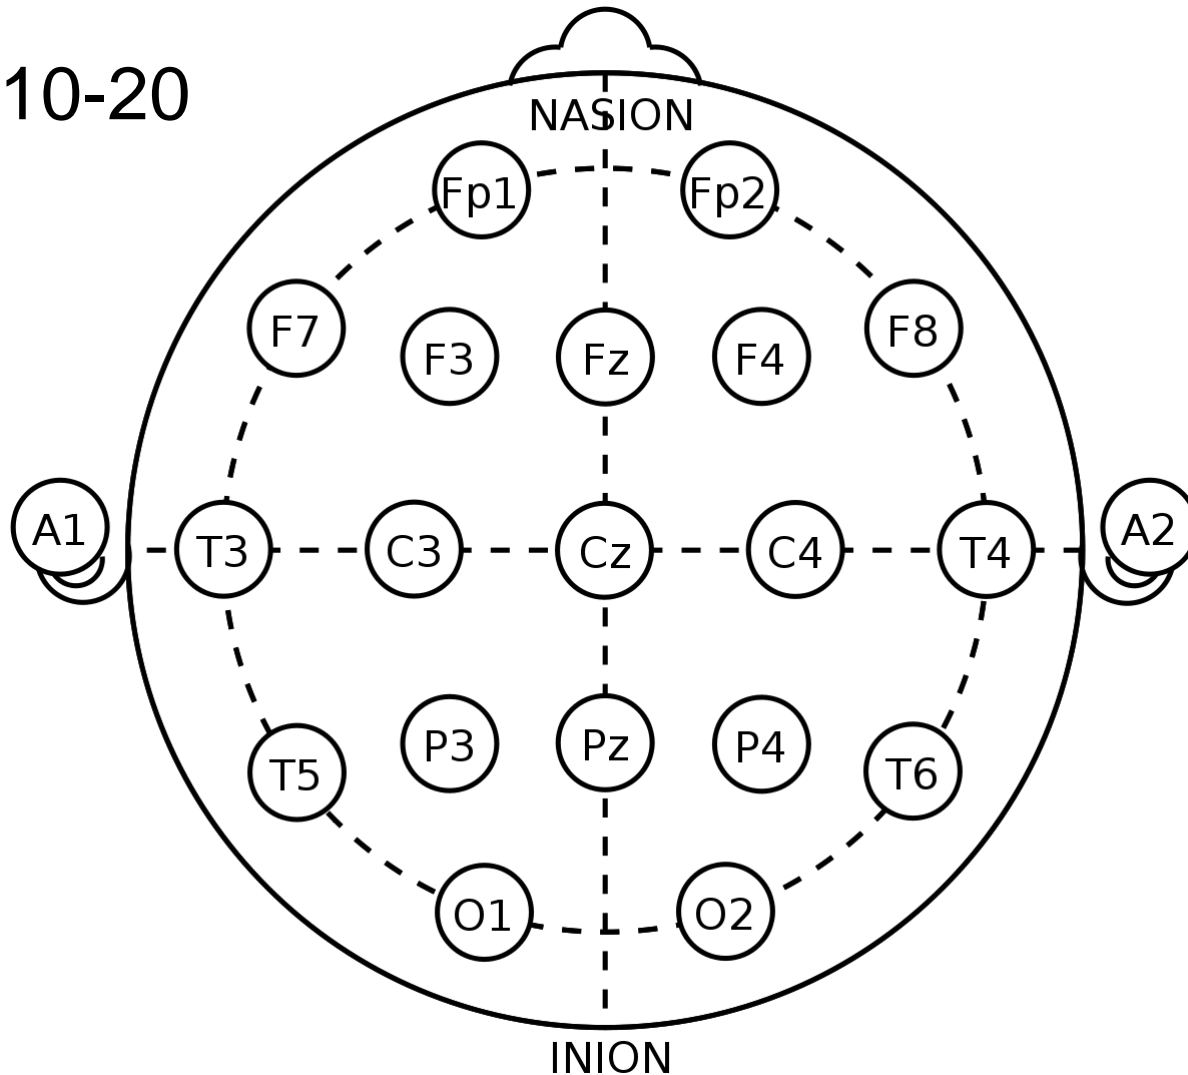 10-20
NASION
Fp1 Fp2
F7 F3 Fz F4 F8
A1 T3 C3 Cz C4 T4 A2
T5 P3 Pz P4 T6
O1 O2
INION